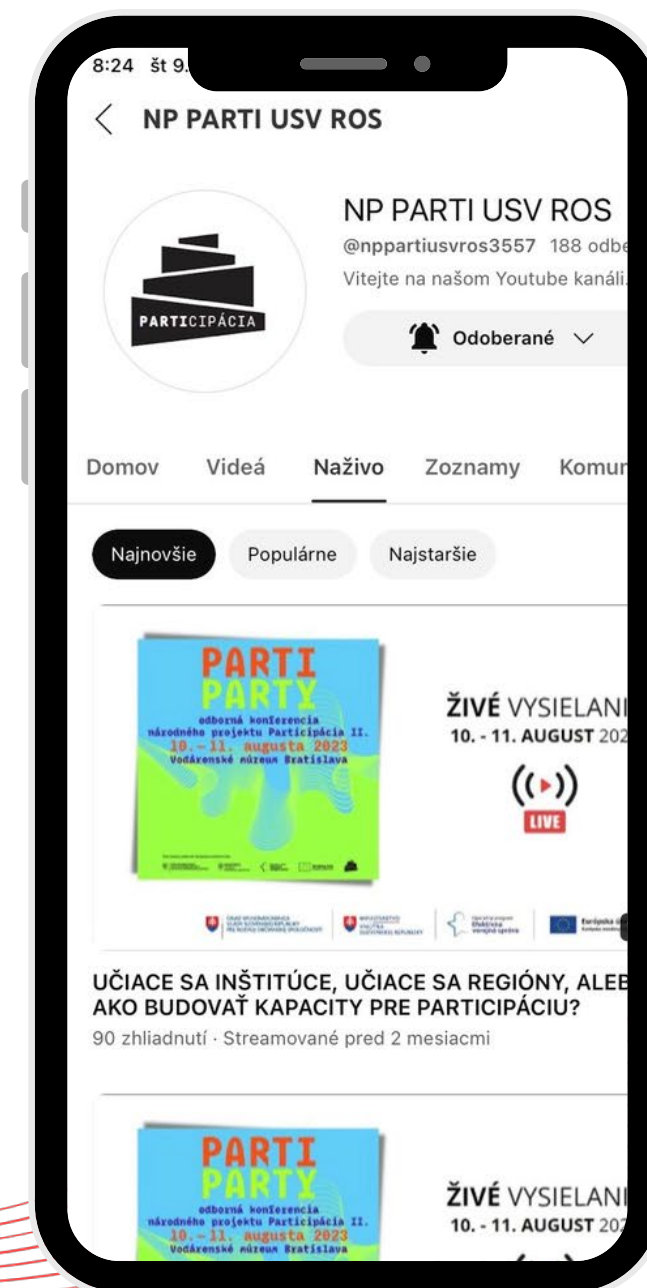 8:24 št 9.
NP PARTI USV ROS
PARTICIPÁCIA
NP PARTI USV ROS
@nppartiusvros3557 188 odbe
Vitejte na našom Youtube kanáli.
Odoberané
Domov Videá Naživo Zoznamy Komun
Najnovšie Populárne Najstaršie
PARTI
PARTY
odborná konferencia
národného projektu Participácia II.
10.–11. augusta 2023
Vodárenské múzeum Bratislava
ŽIVÉ VYSIELANI
10. - 11. AUGUST 202
LIVE
UČIACE SA INŠTITÚCE, UČIACE SA REGIÓNY, ALEB
AKO BUDOVAŤ KAPACITY PRE PARTICIPÁCIU?
90 zhliadnutí · Streamované pred 2 mesiacmi
PARTI
PARTY
odborná konferencia
národného projektu Participácia II.
10.–11. augusta 2023
Vodárenské múzeum Bratislava
ŽIVÉ VYSIELANI
10. - 11. AUGUST 202